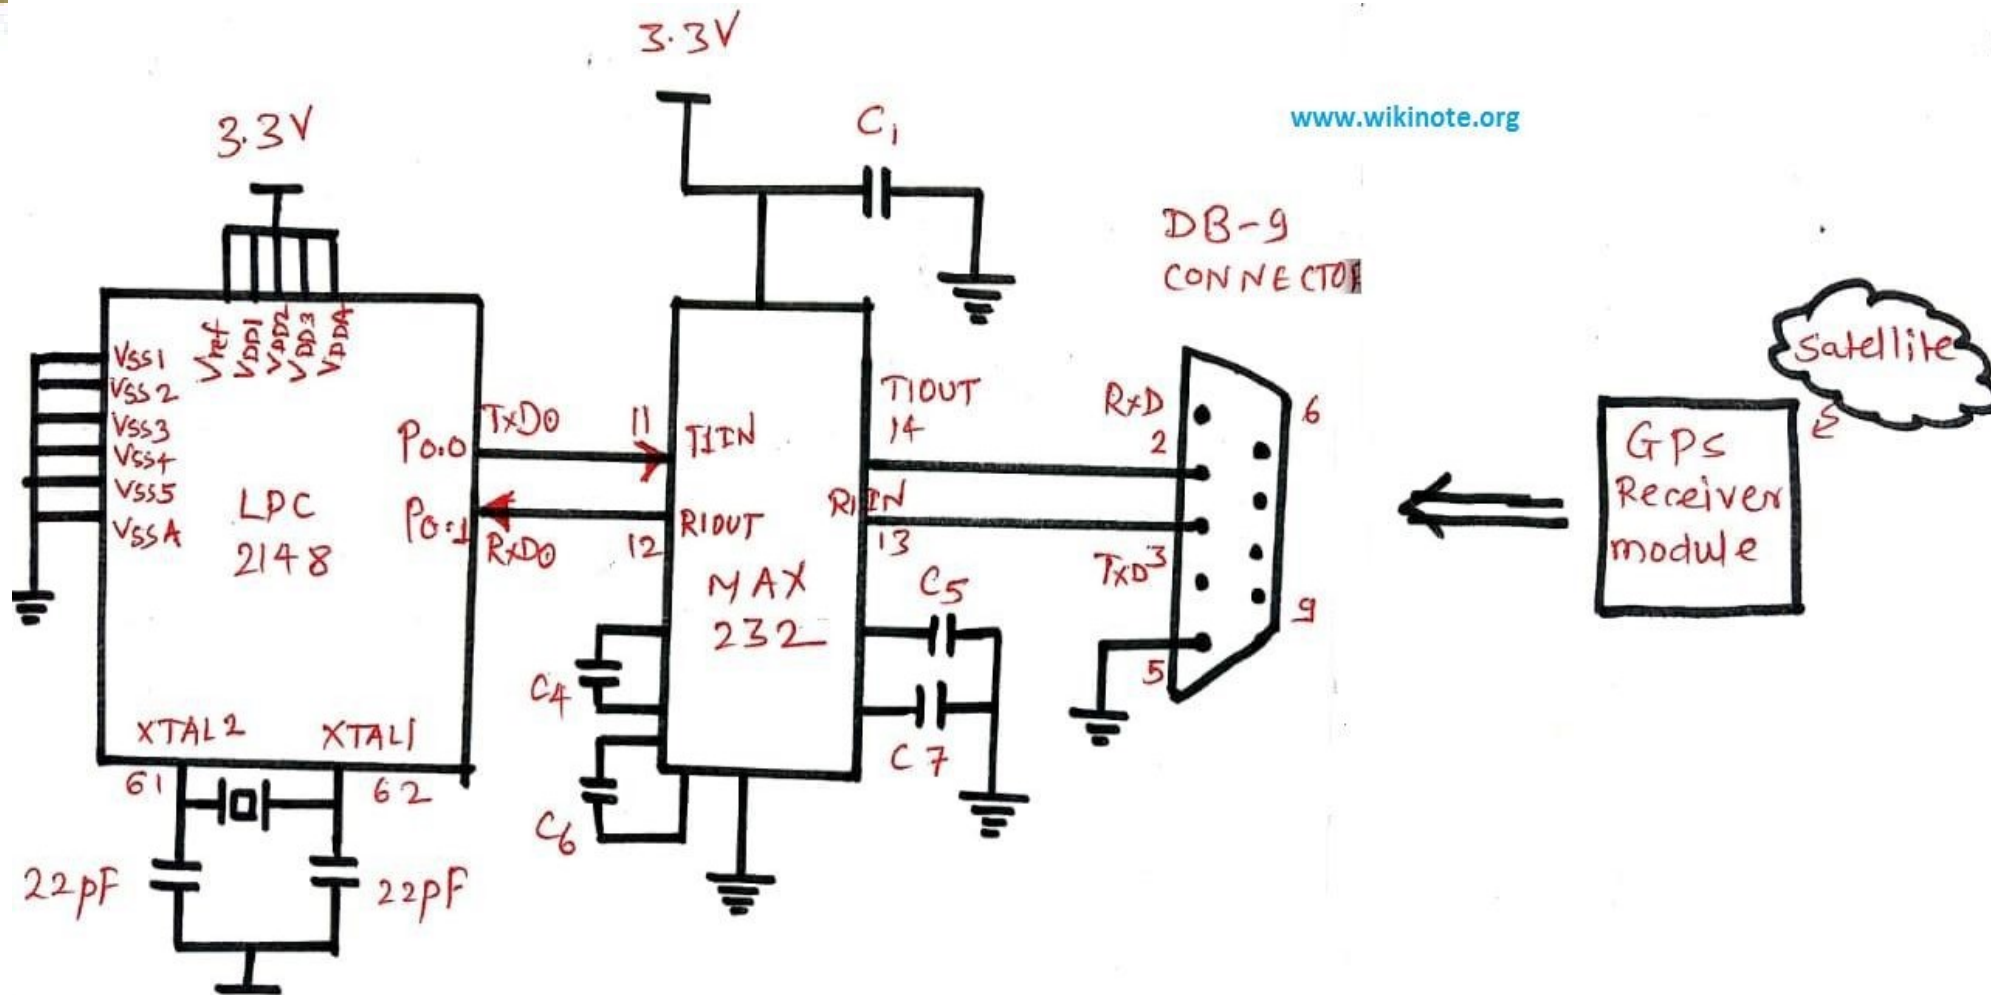 3.3V
3.3V
C1
www.wikinote.org
DB-9
CONNECTO
Satellite
Vref
VDD1
VDD2
VDD3
VDDA
VSS1
VSS2
VSS3
VSS4
VSS5
VSSA
LPC
2148
P0.0
P0.1
TxD0
RxD0
11
12
T1IN
R1OUT
MAX
232
T1OUT
14
R1IN
13
RxD
2
TxD 3
5
6
9
GPS
Receiver
module
C5
C7
C4
C6
XTAL2
XTAL1
61
62
22pF
22pF